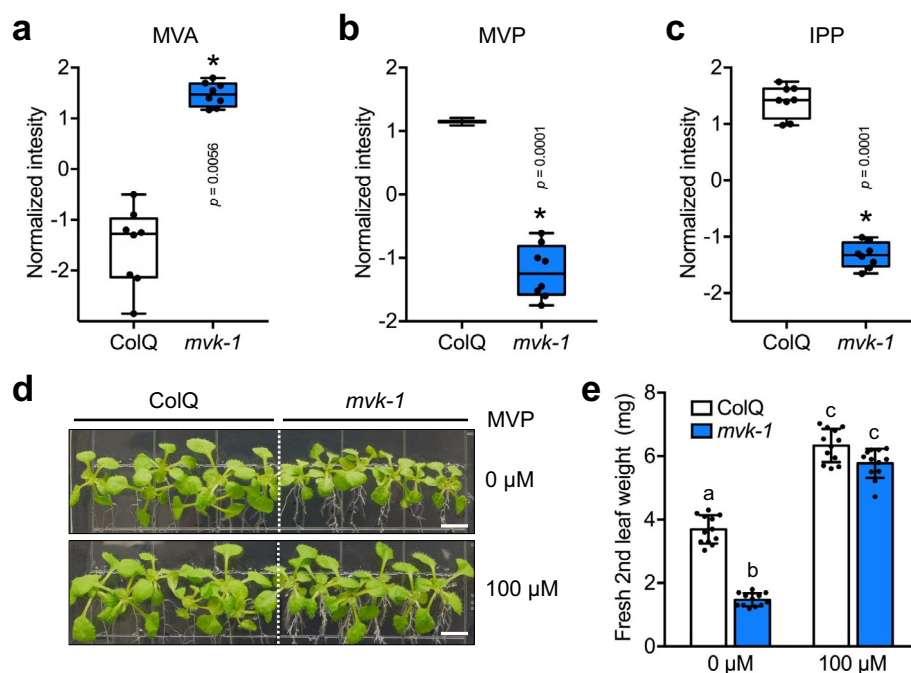 a
MVA
Normalized intesity
2
1
0
-1
-2
*
p = 0.0056
ColQ
mvk-1
b
MVP
Normalized intesity
2
1
0
-1
-2
p = 0.0001
*
ColQ
mvk-1
c
IPP
Normalized intesity
2
1
0
-1
-2
p = 0.0001
*
ColQ
mvk-1
d
ColQ
mvk-1
MVP
0 µM
100 µM
e
Fresh 2nd leaf weight (mg)
8
6
4
2
0
ColQ
mvk-1
a
b
c
c
0 µM
100 µM